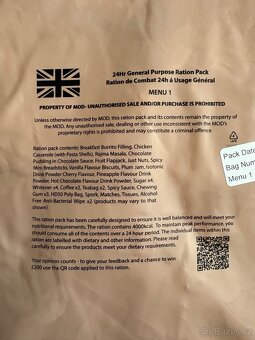 24Hr General Purpose Ration Pack
Ration de Combat 24h á Usage Général
MENU 1
PROPERTY OF MOD- UNAUTHORISED SALE AND/OR PURCHASE IS PROHIBITED
Unless otherwise directed by MOD, this ration pack and its contents remain the property of
the MOD. Any unauthorised sale, dealing or other use inconsistent with the MOD's
proprietary rights is prohibited and may constitute a criminal offence.
Pack Date
Bag Num
Menu 1
Ration pack contents: Breakfast Burrito Filling, Chicken
Casserole (with Pasta Shells), Rajma Masala, Chocolate
Pudding in Chocolate Sauce, Fruit Flapjack, Just Nuts, Spicy
Mini Breadsticks, Vanilla Flavour Biscuits, Plum Jam, Isotonic
Drink Powder Cherry Flavour, Pineapple Flavour Drink
Powder, Hot Chocolate Flavour Drink Powder, Sugar x4,
Whitener x4, Coffee x2, Teabag x2, Spicy Sauce, Chewing
Gum x2, HD50 Poly Bag, Spork, Matches, Tissues, Alcohol
Free Anti-Bacterial Wipe x2 (pack components may vary)
This ration pack has been carefully designed to ensure it is well balanced and will meet your
nutritional requirements. The ration contains 4000kcal. To maintain peak performance, you
should consume all of the contents over a 24 hour period. The individual items within this
ration are labelled with dietary and other information. Please read this carefully to
ensure the products meet your dietary requirements.
Your opinion counts - to give your feedback and a chance to win
£200 use the QR code applied to this ration.